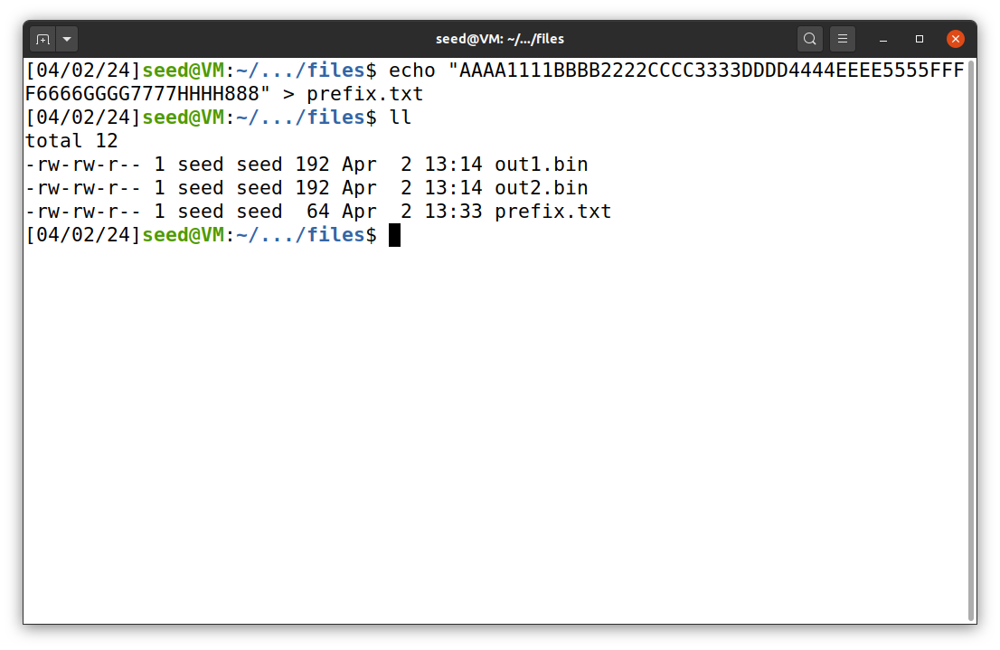 seed@VM: ~/.../files
[04/02/24]seed@VM:~/.../files$ echo "AAAA1111BBBB2222CCCC3333DDDD4444EEEE5555FFF
F6666GGGG7777HHHH888" > prefix.txt
[04/02/24]seed@VM:~/.../files$ ll
total 12
-rw-rw-r-- 1 seed seed 192 Apr  2 13:14 out1.bin
-rw-rw-r-- 1 seed seed 192 Apr  2 13:14 out2.bin
-rw-rw-r-- 1 seed seed  64 Apr  2 13:33 prefix.txt
[04/02/24]seed@VM:~/.../files$